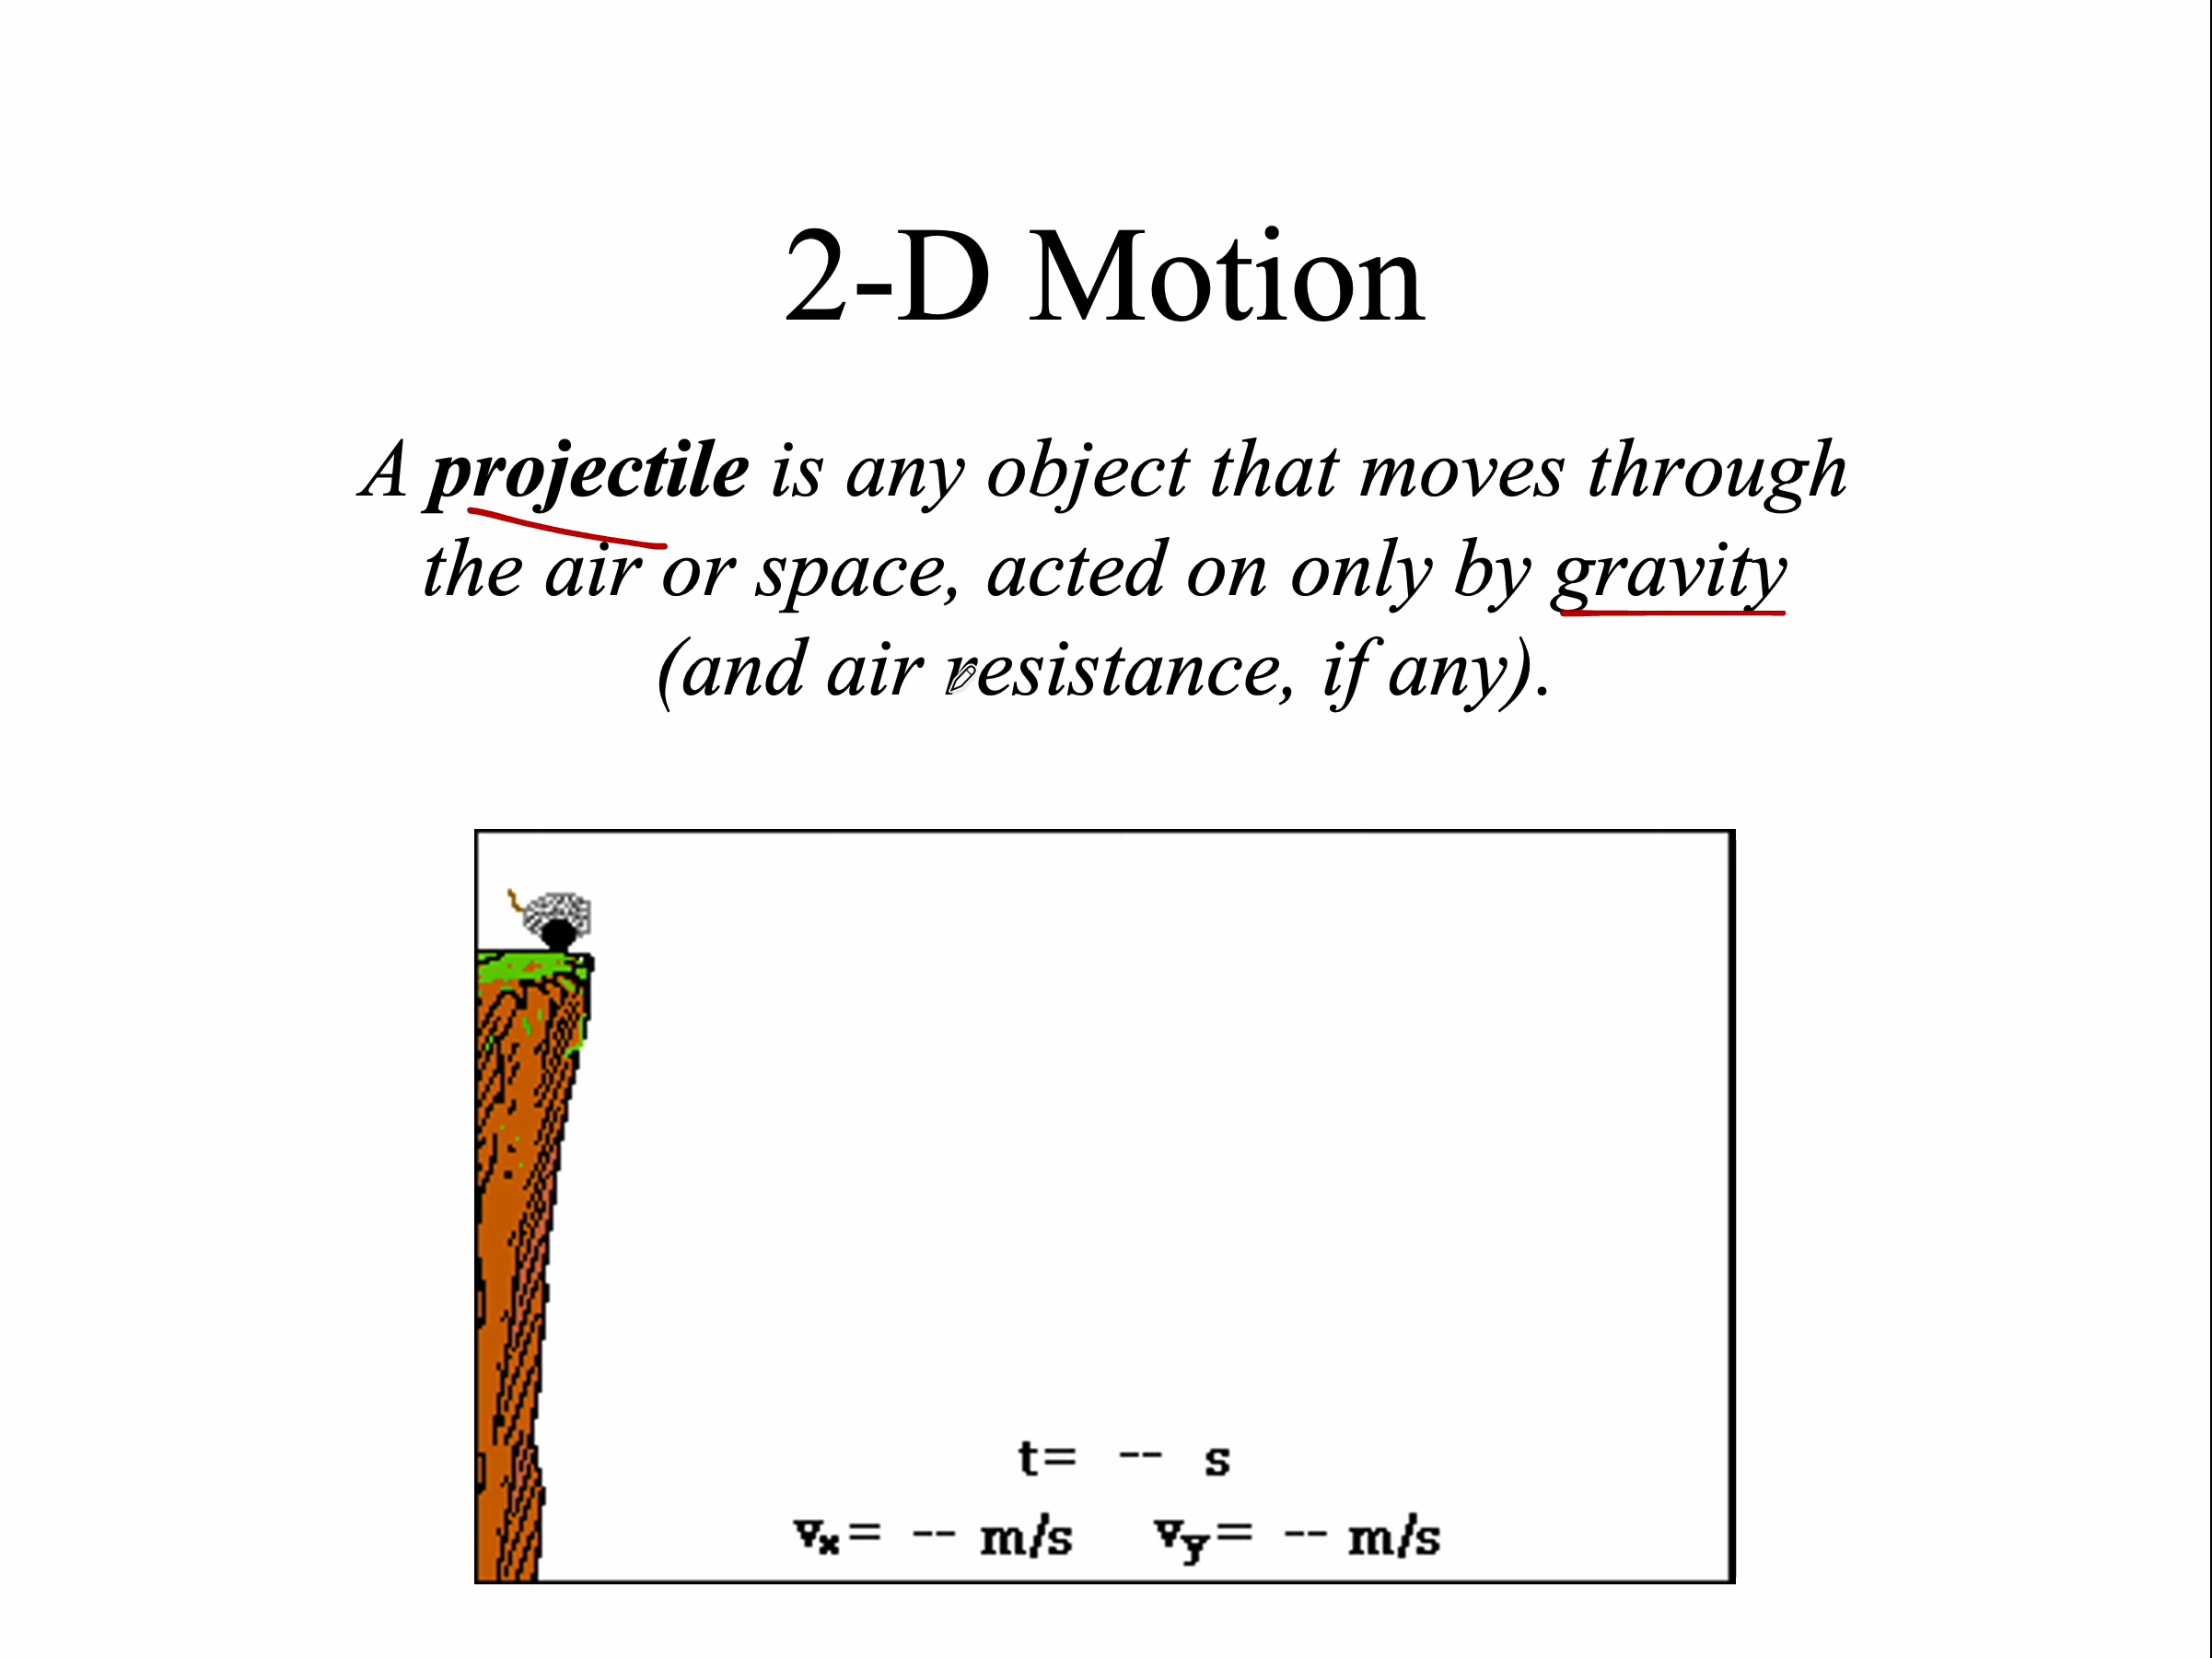 2-D Motion
A projectile is any object that moves through
the air or space, acted on only by gravity
(and air resistance, if any).
t= -- s
vx= -- m/s vy= -- m/s